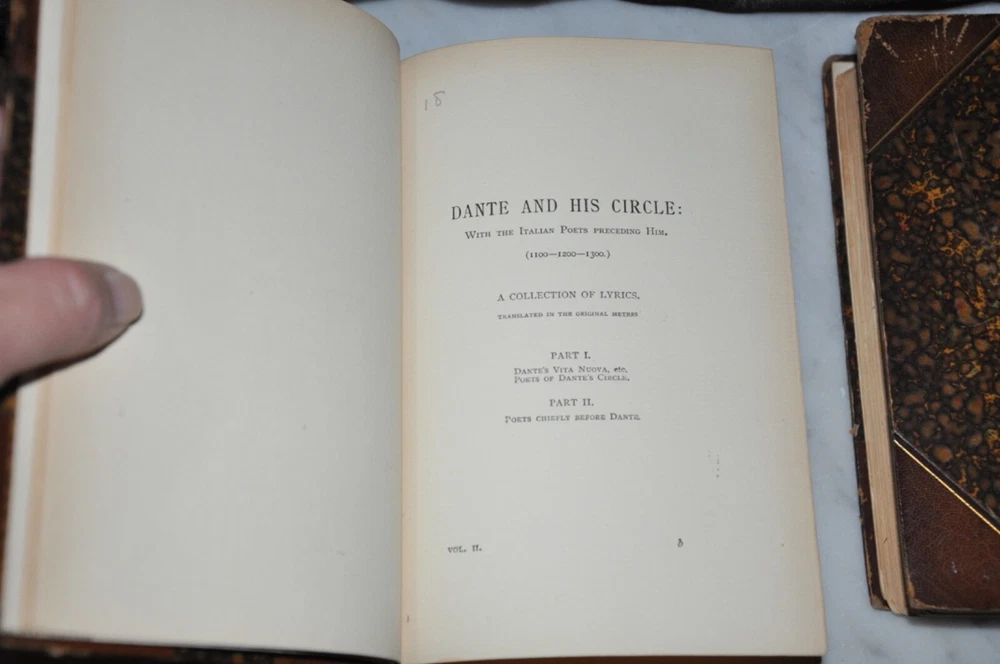 18
DANTE AND HIS CIRCLE:
WITH THE ITALIAN POETS PRECEDING HIM.
(1100—1200—1300.)
A COLLECTION OF LYRICS,
TRANSLATED IN THE ORIGINAL METRES
PART I.
DANTE'S VITA NUOVA, etc.
POETS OF DANTE'S CIRCLE.
PART II.
POETS CHIEFLY BEFORE DANTE.
VOL. II. b